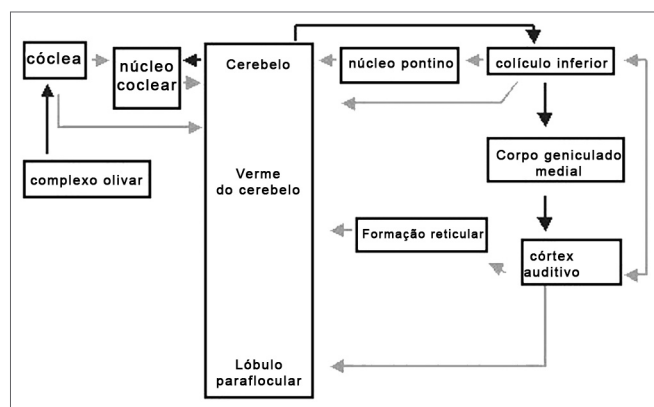 cóclea
núcleo
coclear
Cerebelo
núcleo pontino
colículo inferior
complexo olivar
Verme
do cerebelo
Corpo geniculado
medial
Formação reticular
córtex
auditivo
Lóbulo
paraflocular